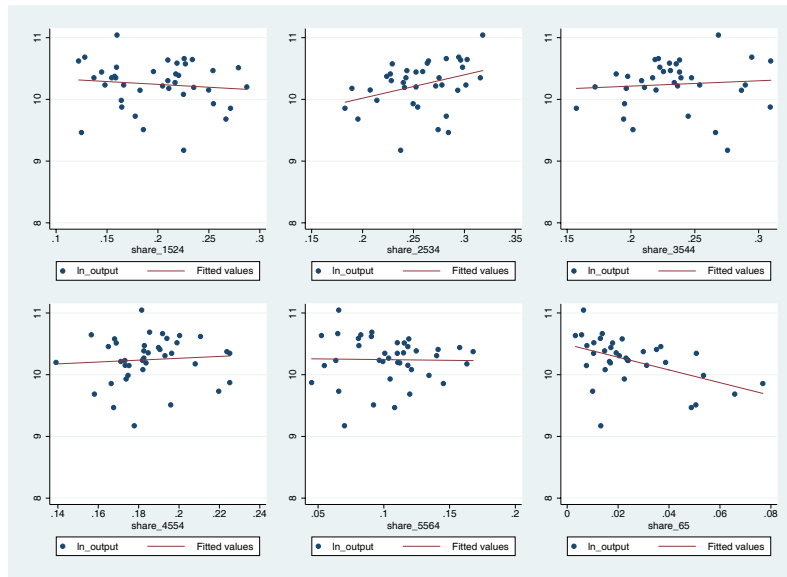 11
10
9
8
.1 .15 .2 .25 .3
share_1524
ln_output Fitted values
11
10
9
8
.15 .2 .25 .3 .35
share_2534
ln_output Fitted values
11
10
9
8
.15 .2 .25 .3
share_3544
ln_output Fitted values
11
10
9
8
.14 .16 .18 .2 .22 .24
share_4554
ln_output Fitted values
11
10
9
8
.05 .1 .15 .2
share_5564
ln_output Fitted values
11
10
9
8
0 .02 .04 .06 .08
share_65
ln_output Fitted values